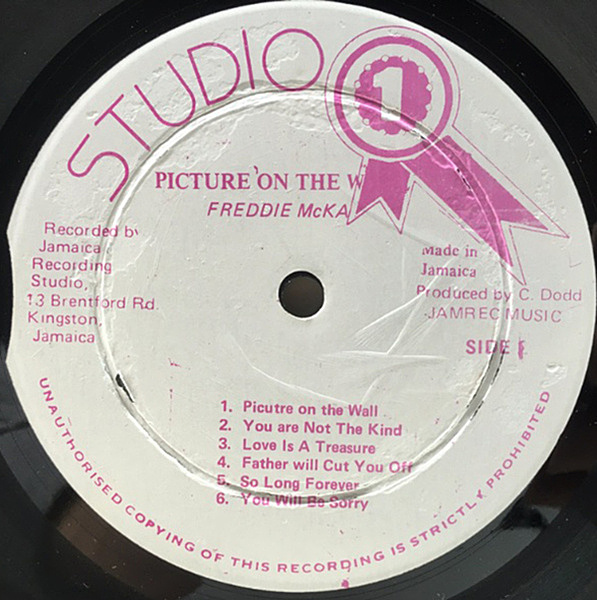 STUDIO 1
PICTURE ON THE W
FREDDIE McKA
Recorded by
Jamaica
Recording
Studio,
13 Brentford Rd.
Kingston,
Jamaica
Made in
Jamaica
Produced by C. Dodd
JAMREC MUSIC
SIDE 1
1. Picutre on the Wall
2. You are Not The Kind
3. Love Is A Treasure
4. Father will Cut You Off
5. So Long Forever
6. You Will Be Sorry
UNAUTHORISED COPYING OF THIS RECORDING IS STRICTLY PROHIBITED